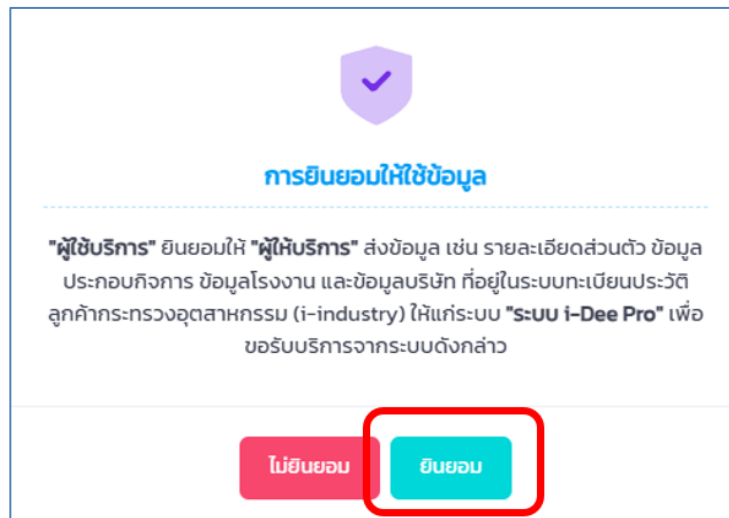 การยินยอมให้ใช้ข้อมูล
"ผู้ใช้บริการ" ยินยอมให้ "ผู้ให้บริการ" ส่งข้อมูล เช่น รายละเอียดส่วนตัว ข้อมูล
ประกอบกิจการ ข้อมูลโรงงาน และข้อมูลบริษัท ที่อยู่ในระบบทะเบียนประวัติ
ลูกค้ากระทรวงอุตสาหกรรม (i-industry) ให้แก่ระบบ "ระบบ i-Dee Pro" เพื่อ
ขอรับบริการจากระบบดังกล่าว
ไม่ยินยอม ยินยอม